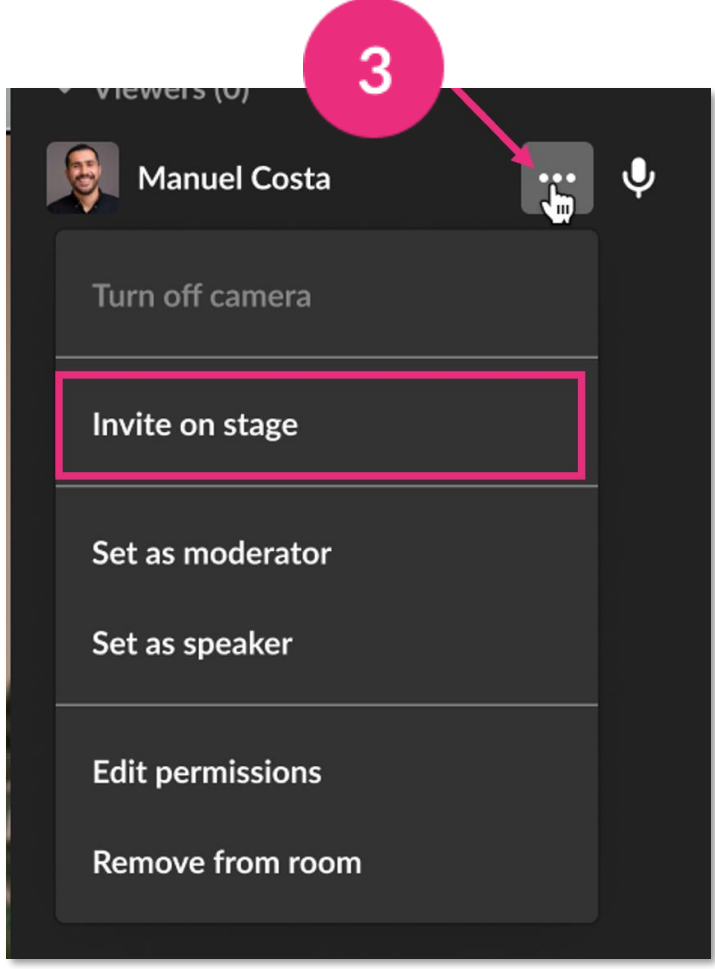 3
Viewers (0)
Manuel Costa
Turn off camera
Invite on stage
Set as moderator
Set as speaker
Edit permissions
Remove from room